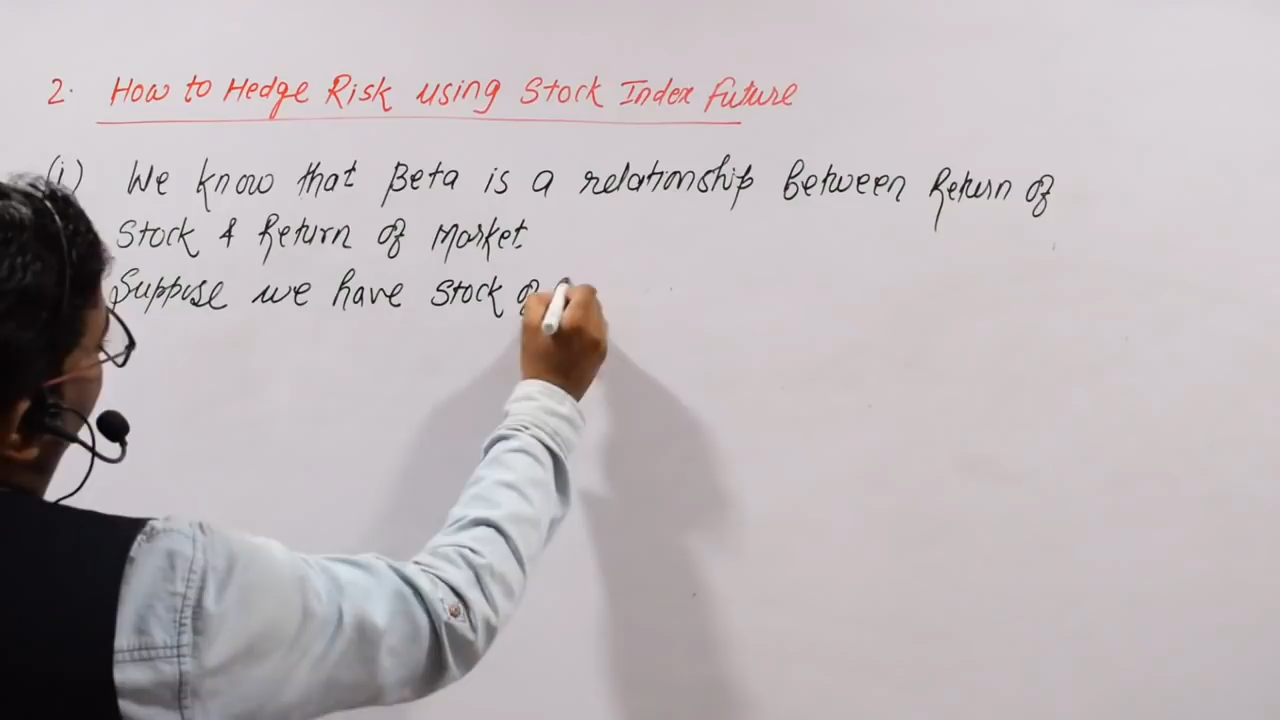 2. How to Hedge Risk using Stock Index Future
(i) We know that Beta is a relationship between Return of
Stock & Return of Market.
Suppose we have Stock of